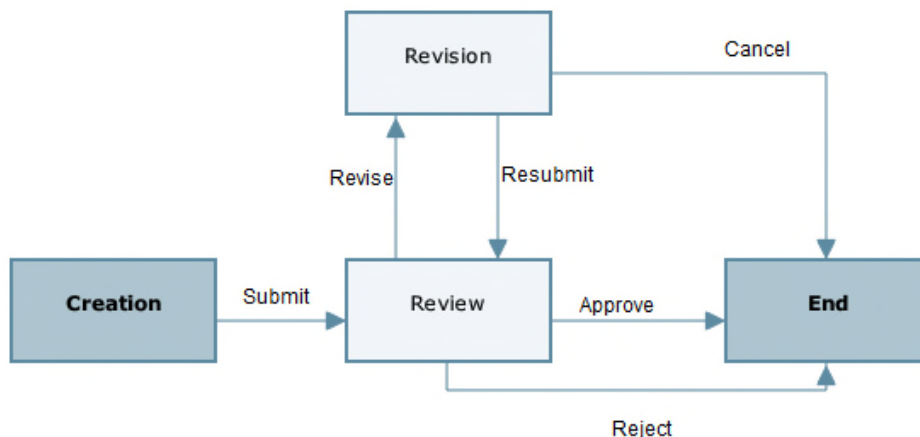 Revision
Cancel
Revise
Resubmit
Creation
Submit
Review
Approve
End
Reject